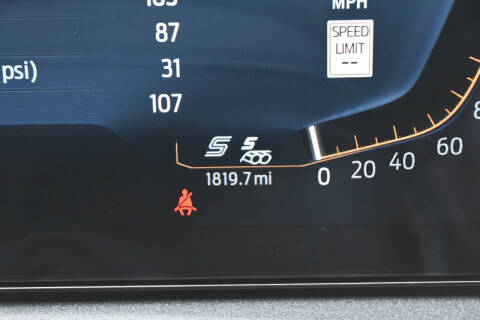 MPH
87
SPEED
LIMIT
--
psi) 31
107
S S
1819.7 mi
0 20 40 60